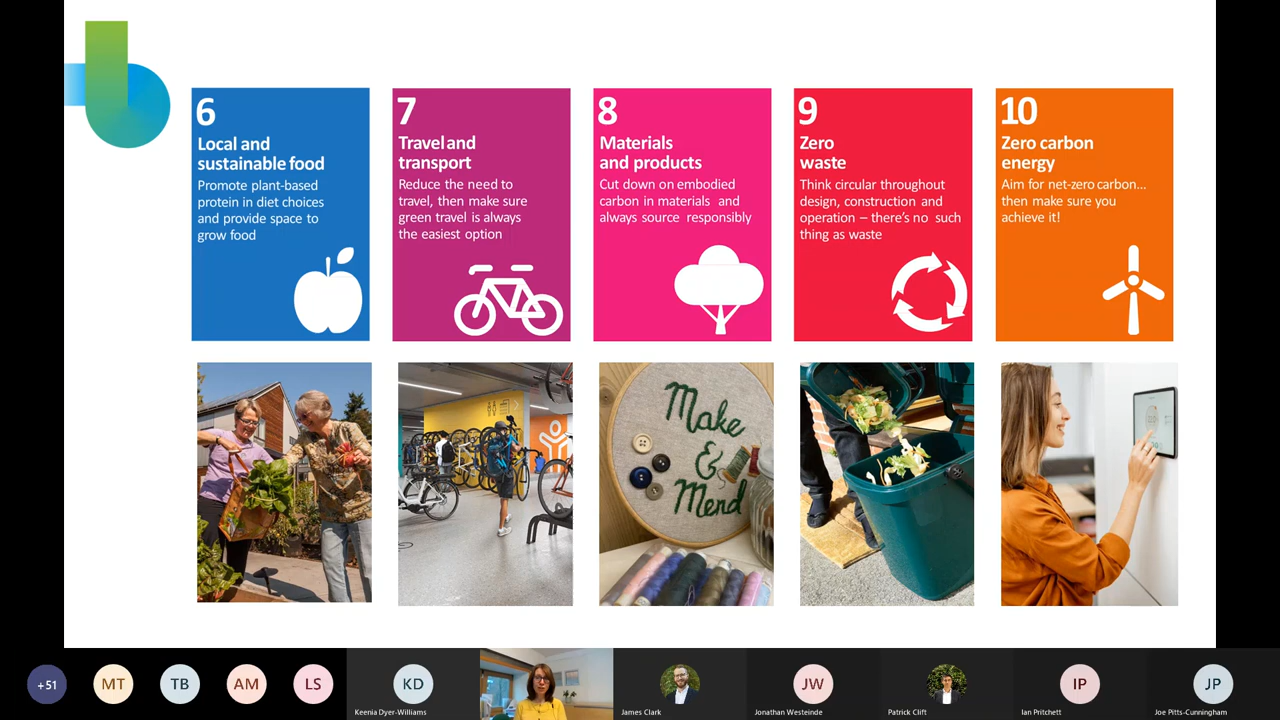 6
Local and
sustainable food
Promote plant-based
protein in diet choices
and provide space to
grow food
7
Travel and
transport
Reduce the need to
travel, then make sure
green travel is always
the easiest option
8
Materials
and products
Cut down on embodied
carbon in materials and
always source responsibly
9
Zero
waste
Think circular throughout
design, construction and
operation – there's no such
thing as waste
10
Zero carbon
energy
Aim for net-zero carbon...
then make sure you
achieve it!
Make
&
Mend
+51
MT
TB
AM
LS
KD
JW
IP
JP
Keenia Dyer-Williams
James Clark
Jonathan Westeinde
Patrick Clift
Ian Pritchett
Joe Pitts-Cunningham